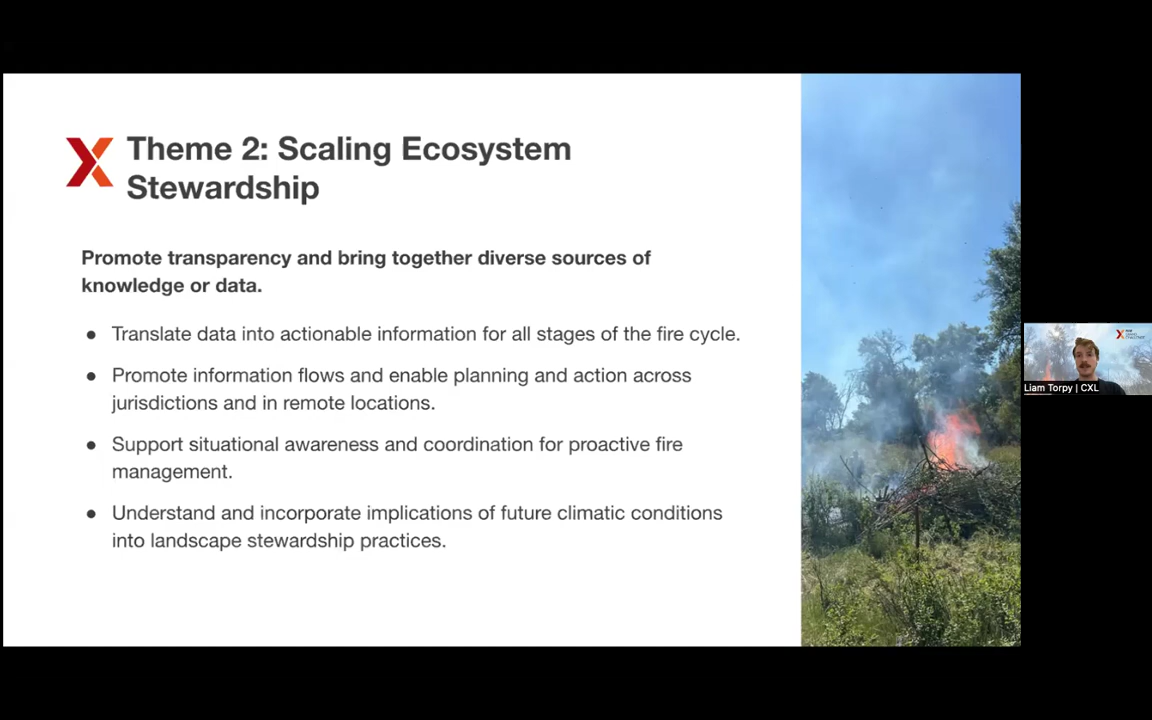 Theme 2: Scaling Ecosystem
Stewardship
Promote transparency and bring together diverse sources of
knowledge or data.
● Translate data into actionable information for all stages of the fire cycle.
● Promote information flows and enable planning and action across
jurisdictions and in remote locations.
● Support situational awareness and coordination for proactive fire
management.
● Understand and incorporate implications of future climatic conditions
into landscape stewardship practices.
Liam Torpy | CXL